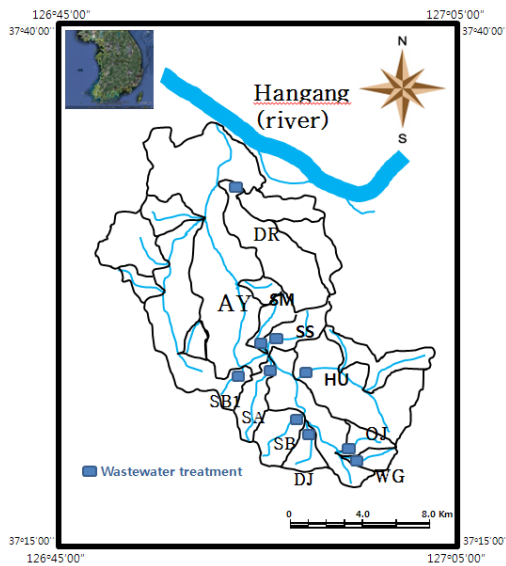 126°45'00"
127°05'00"
37°40'00"
37°40'00"
N
S
Hangang
(river)
DR
AY
SM
SS
HU
SB1
SA
SB
OJ
DJ
WG
Wastewater treatment
0 4.0 8.0 Km
37°15'00"
37°15'00"
126°45'00"
127°05'00"